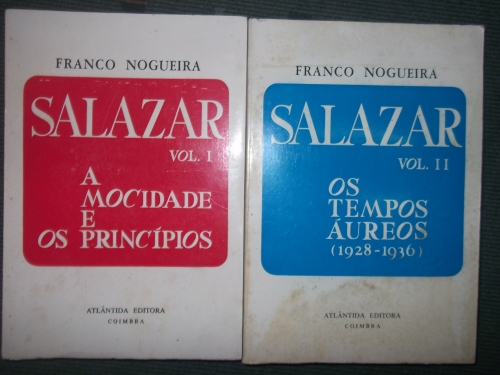 FRANCO NOGUEIRA
SALAZAR
VOL. I
A
MOCIDADE
E
OS PRINCÍPIOS
ATLÂNTIDA EDITORA
COIMBRA
FRANCO NOGUEIRA
SALAZAR
VOL. II
OS
TEMPOS
ÁUREOS
(1928-1936)
ATLÂNTIDA EDITORA
COIMBRA